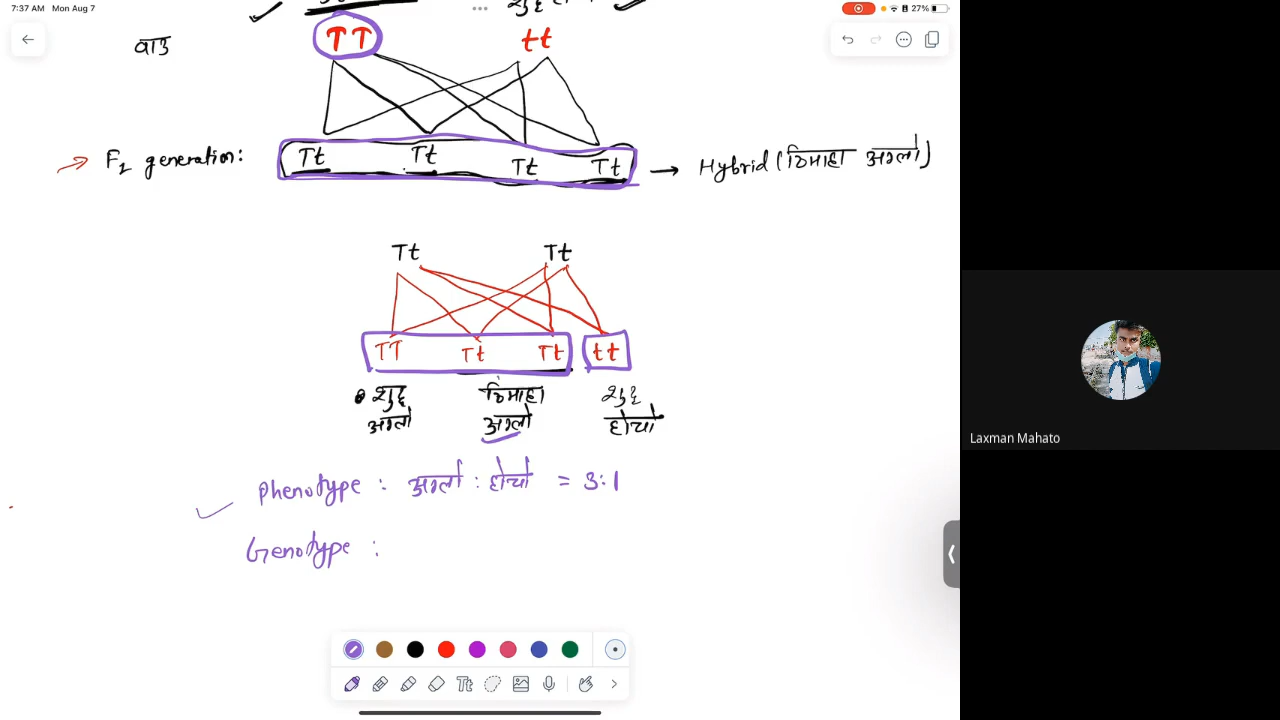 7:37 AM Mon Aug 7
27%
वाउ
TT tt
F₁ generation: Tt Tt Tt Tt → Hybrid (ठिमाहा अग्लो)
Tt Tt
TT Tt Tt tt
शुद्ध ठिमाहा शुद्ध
अग्लो अग्लो होचो
Phenotype : अग्लो : होचो = 3:1
Genotype :
Tt
Laxman Mahato